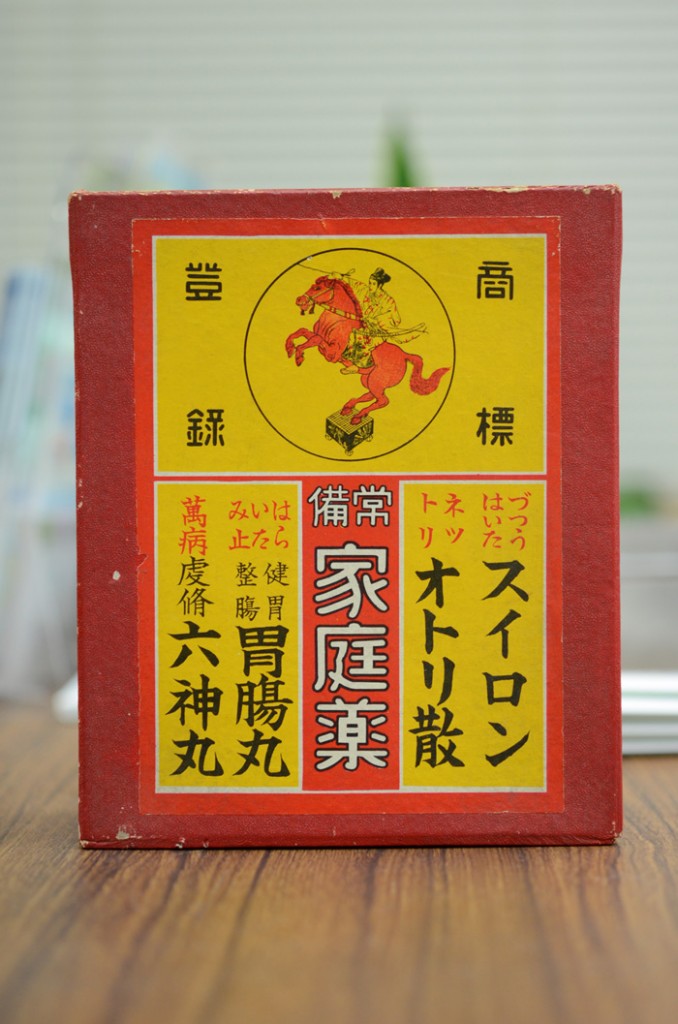 商標
登録
常備
家庭薬
づつう
はいた
スイロン
ネツ
トリ
オトリ散
はら
いた
み止
健胃
整腸
胃腸丸
萬病
虔脩
六神丸